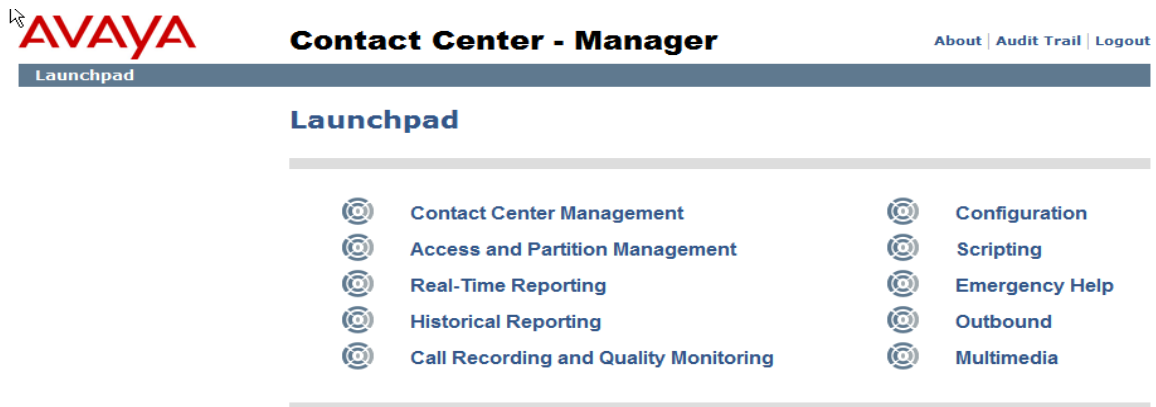 AVAYA
Contact Center - Manager
About | Audit Trail | Logout
Launchpad
Launchpad
Contact Center Management
Configuration
Access and Partition Management
Scripting
Real-Time Reporting
Emergency Help
Historical Reporting
Outbound
Call Recording and Quality Monitoring
Multimedia